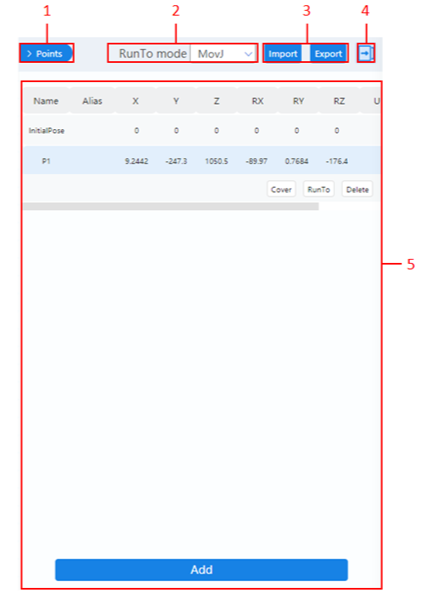 1 2 3 4
> Points RunTo mode MovJ Import Export
Name Alias X Y Z RX RY RZ U
InitialPose 0 0 0 0 0 0
P1 9.2442 -247.3 1050.5 -89.97 0.7684 -176.4
Cover RunTo Delete
5
Add